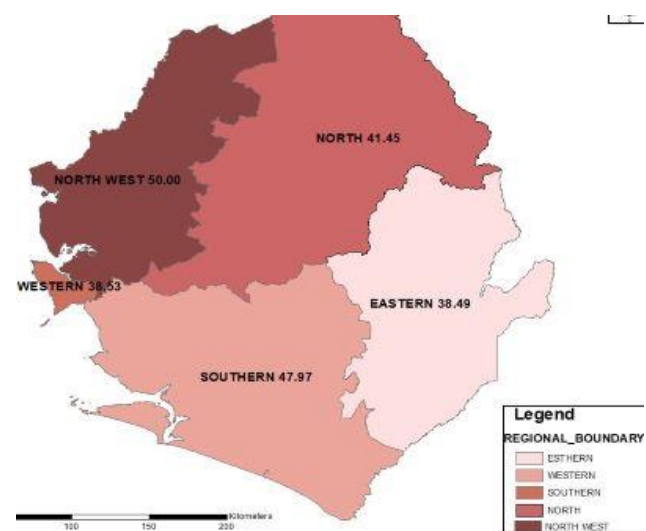 NORTH 41.45
NORTH WEST 50.00
WESTERN 38.53
EASTERN 38.49
SOUTHERN 47.97
Legend
REGIONAL_BOUNDARY
ESTHERN
WESTERN
SOUTHERN
NORTH
NORTH WEST
Kilometers
100 150 200